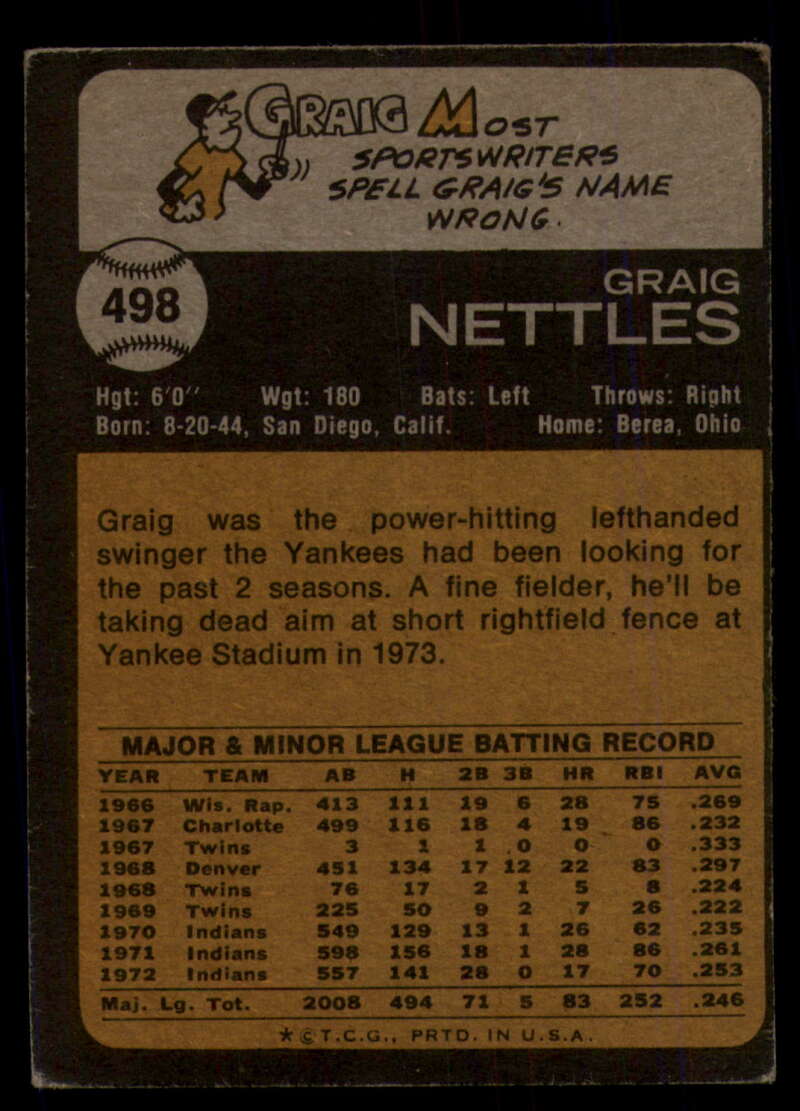 GRAIG MOST
SPORTSWRITERS
SPELL GRAIG'S NAME
WRONG.
498
GRAIG
NETTLES
Hgt: 6'0" Wgt: 180 Bats: Left Throws: Right
Born: 8-20-44, San Diego, Calif. Home: Berea, Ohio
Graig was the power-hitting lefthanded
swinger the Yankees had been looking for
the past 2 seasons. A fine fielder, he'll be
taking dead aim at short rightfield fence at
Yankee Stadium in 1973.
MAJOR & MINOR LEAGUE BATTING RECORD
YEAR TEAM AB H 2B 3B HR RBI AVG
1966 Wis. Rap. 413 111 19 6 28 75 .269
1967 Charlotte 499 116 18 4 19 86 .232
1967 Twins 3 1 1 0 0 0 .333
1968 Denver 451 134 17 12 22 83 .297
1968 Twins 76 17 2 1 5 8 .224
1969 Twins 225 50 9 2 7 26 .222
1970 Indians 549 129 13 1 26 62 .235
1971 Indians 598 156 18 1 28 86 .261
1972 Indians 557 141 28 0 17 70 .253
Maj. Lg. Tot. 2008 494 71 5 83 252 .246
*© T.C.G., PRTD. IN U.S.A.